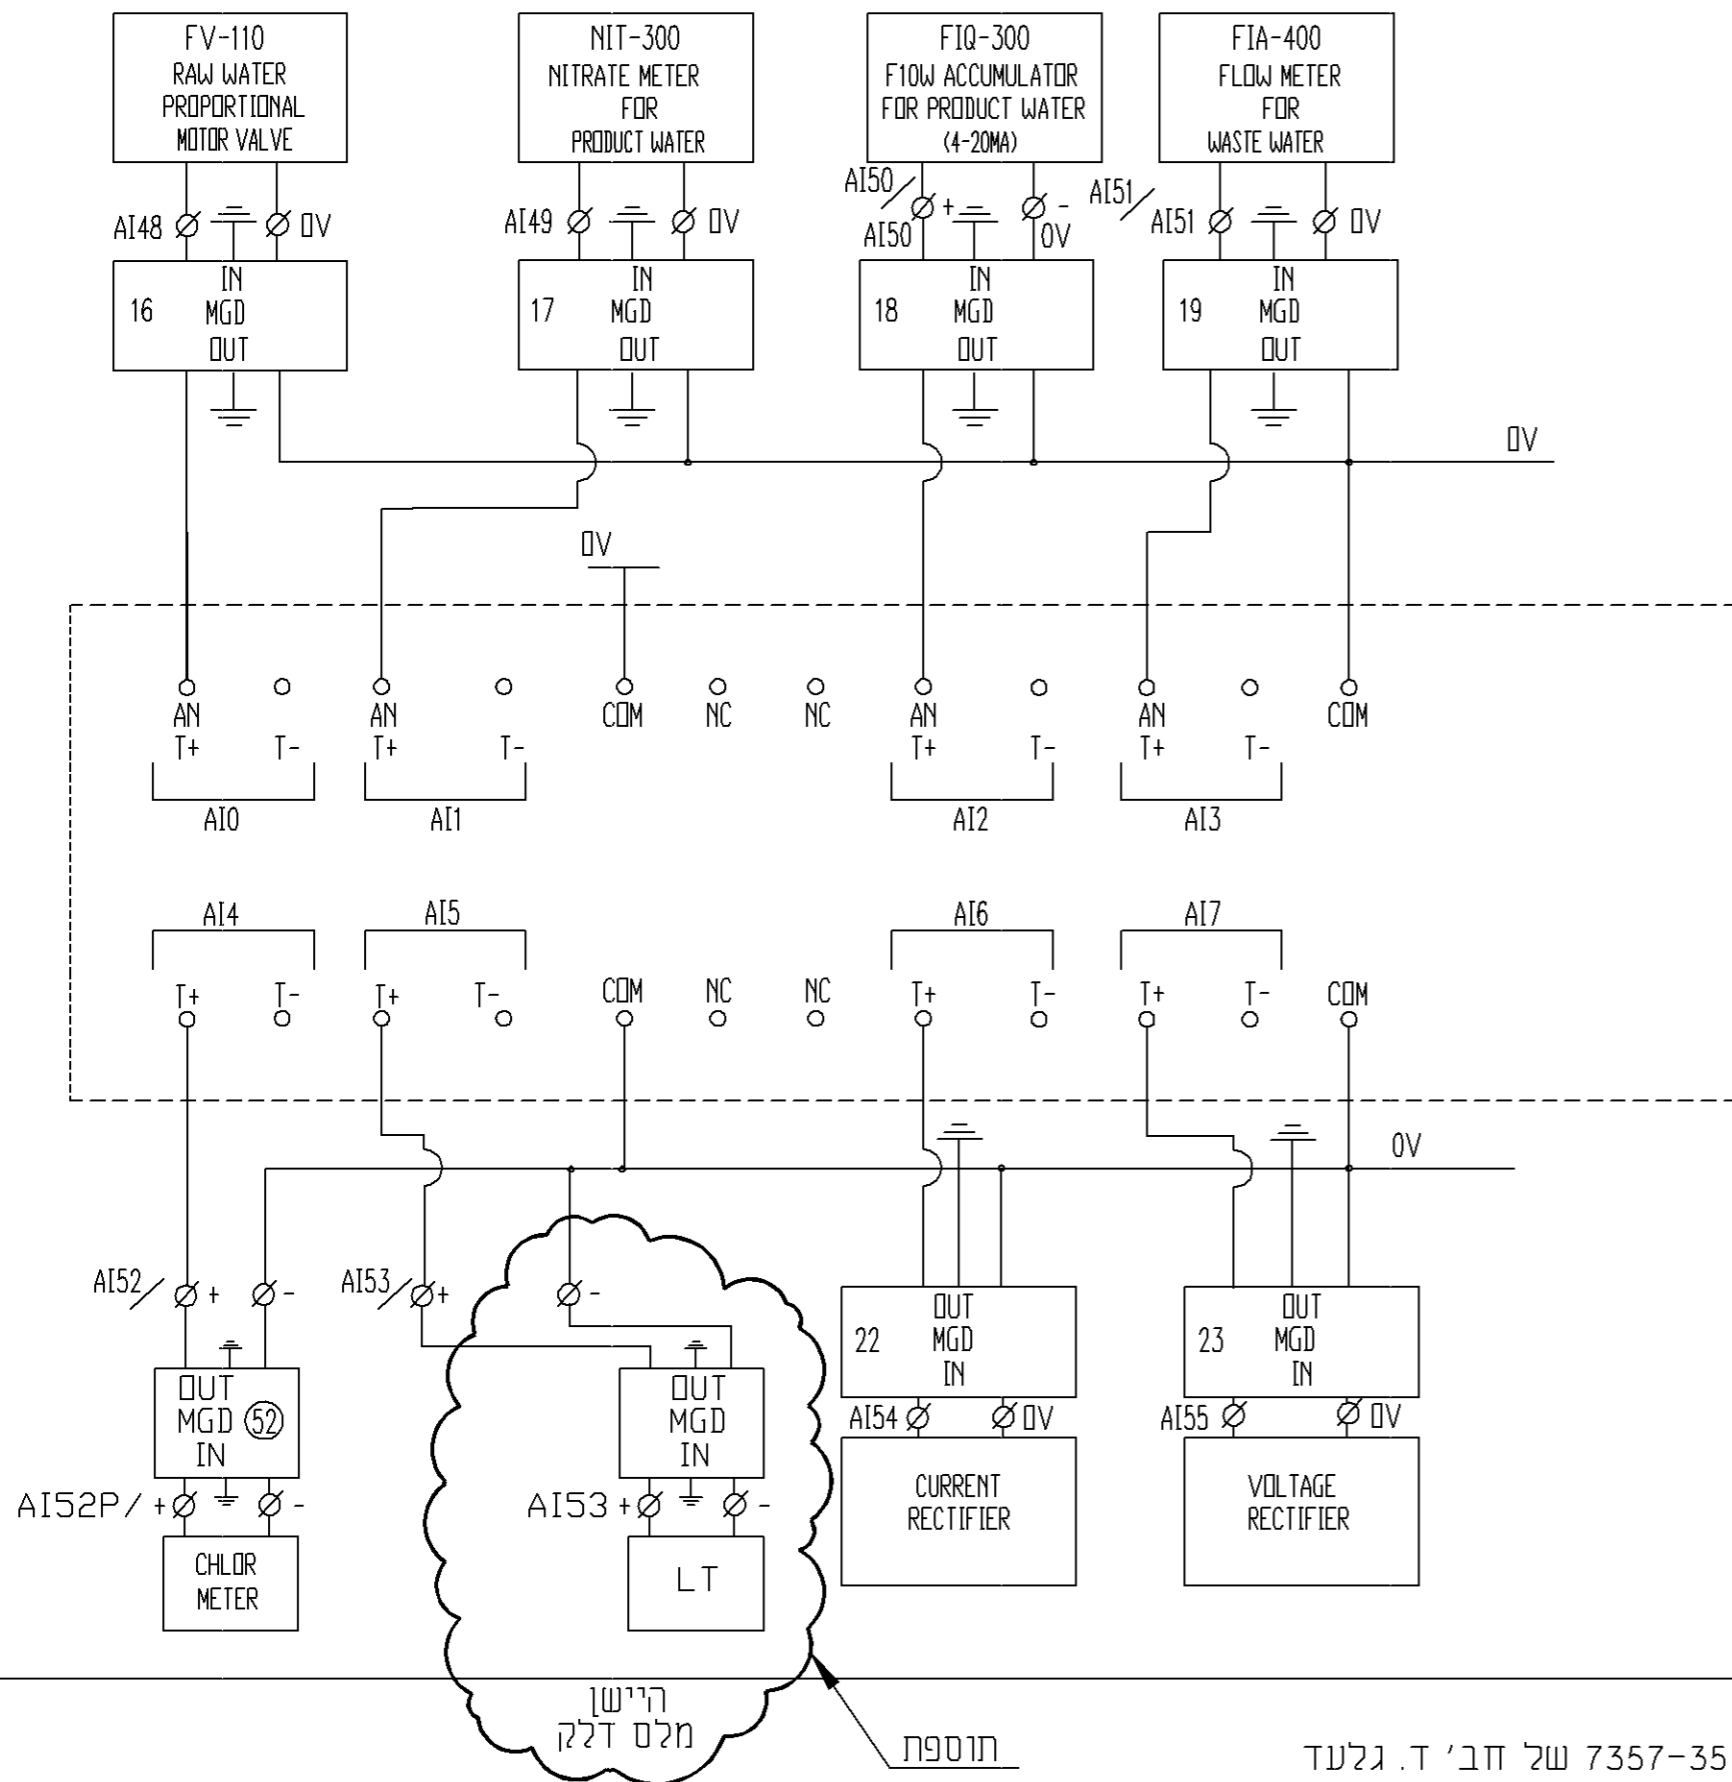 FV-110
RAW WATER
PROPORTIONAL
MOTOR VALVE
NIT-300
NITRATE METER
FOR
PRODUCT WATER
FIQ-300
F10W ACCUMULATOR
FOR PRODUCT WATER
(4-20MA)
FIA-400
FLOW METER
FOR
WASTE WATER
AI48 0V
AI49 0V
AI50/
AI50 + - 0V
AI51/
AI51 0V
16 IN
MGD
OUT
17 IN
MGD
OUT
18 IN
MGD
OUT
19 IN
MGD
OUT
0V
0V
AN AN COM NC NC AN AN COM
T+ T- T+ T- T+ T- T+ T-
AI0 AI1 AI2 AI3
AI4 AI5 AI6 AI7
T+ T- T+ T- COM NC NC T+ T- T+ T- COM
0V
AI52/ + - AI53/ + -
OUT
MGD 52
IN
OUT
MGD
IN
OUT
22 MGD
IN
OUT
23 MGD
IN
AI54 0V AI55 0V
AI52P/ + - AI53 + -
CHLOR
METER
LT
CURRENT
RECTIFIER
VOLTAGE
RECTIFIER
היישן
מלס דלק
תוספת
7357-35 של חב' ד. גלעד